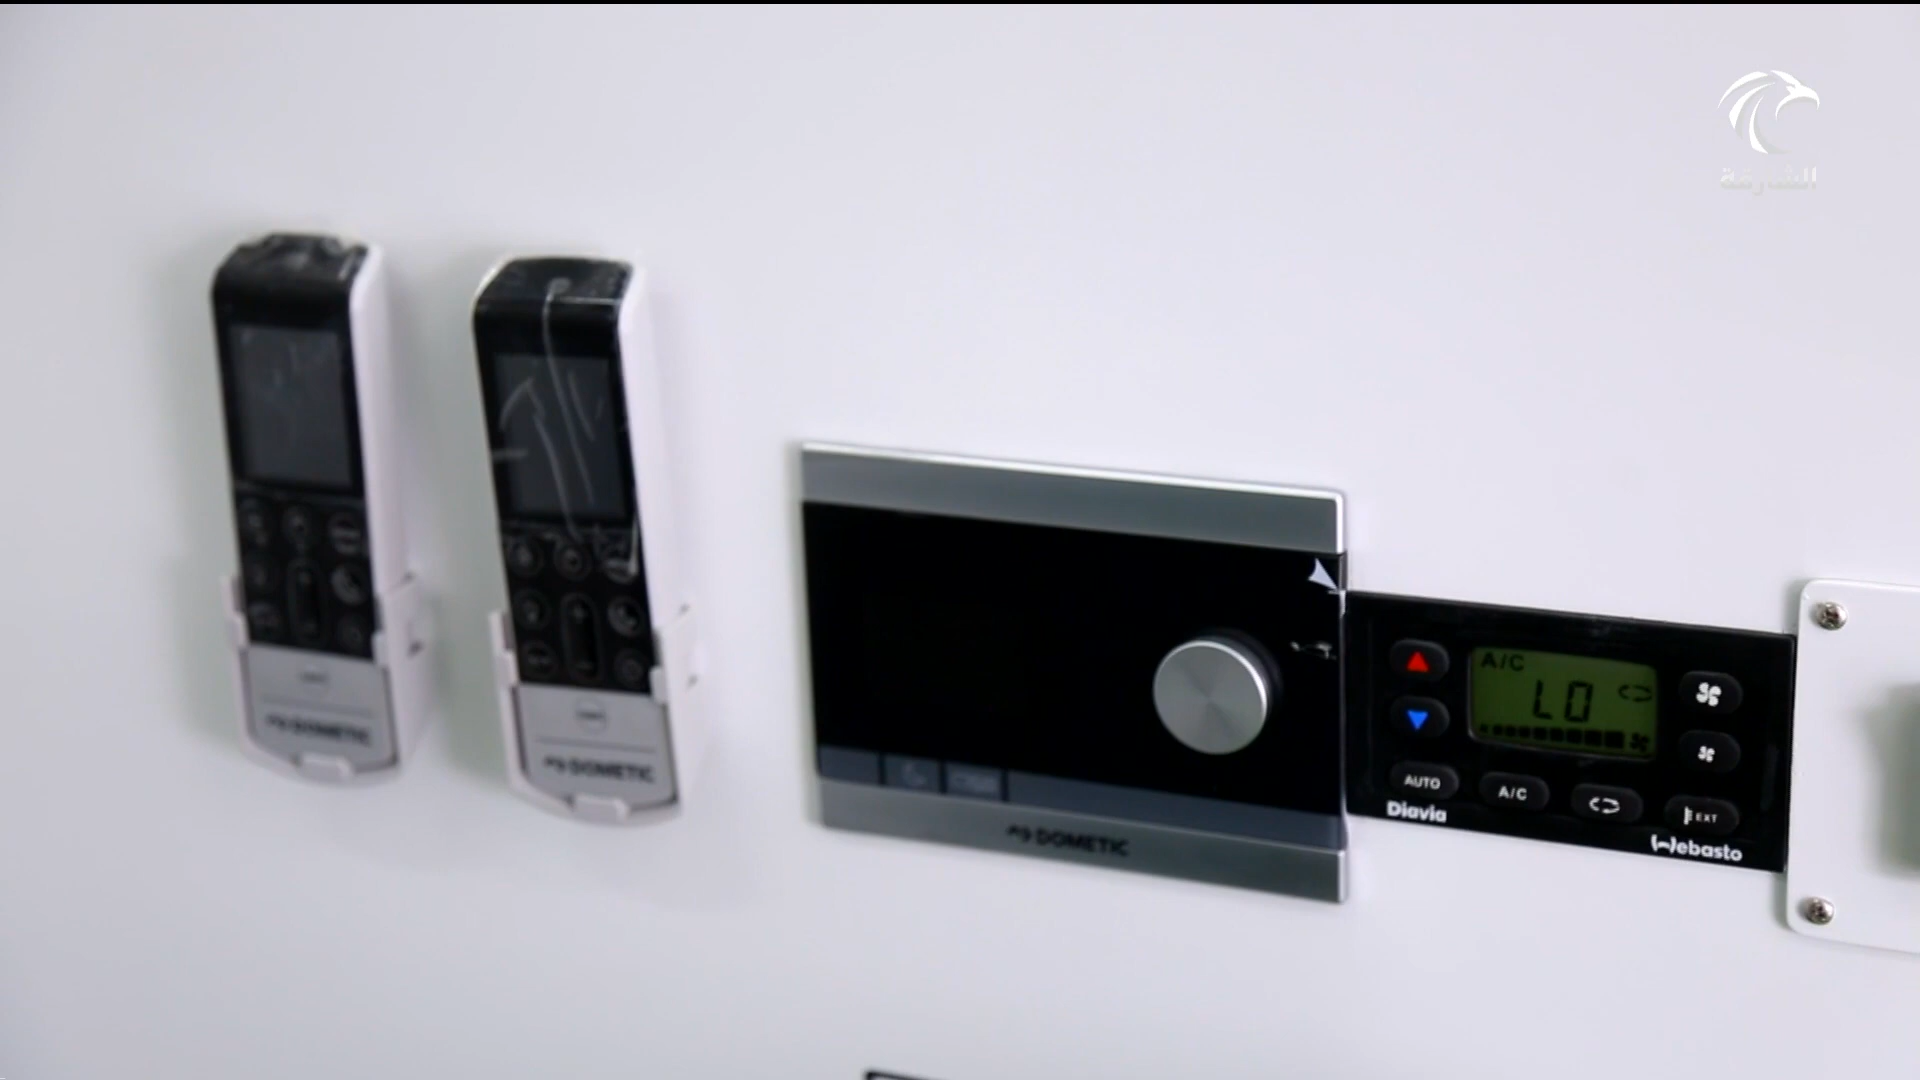 الشارقة
DOMETIC
DOMETIC
DOMETIC
A/C
LO
AUTO
A/C
EXT
Diavia
Webasto